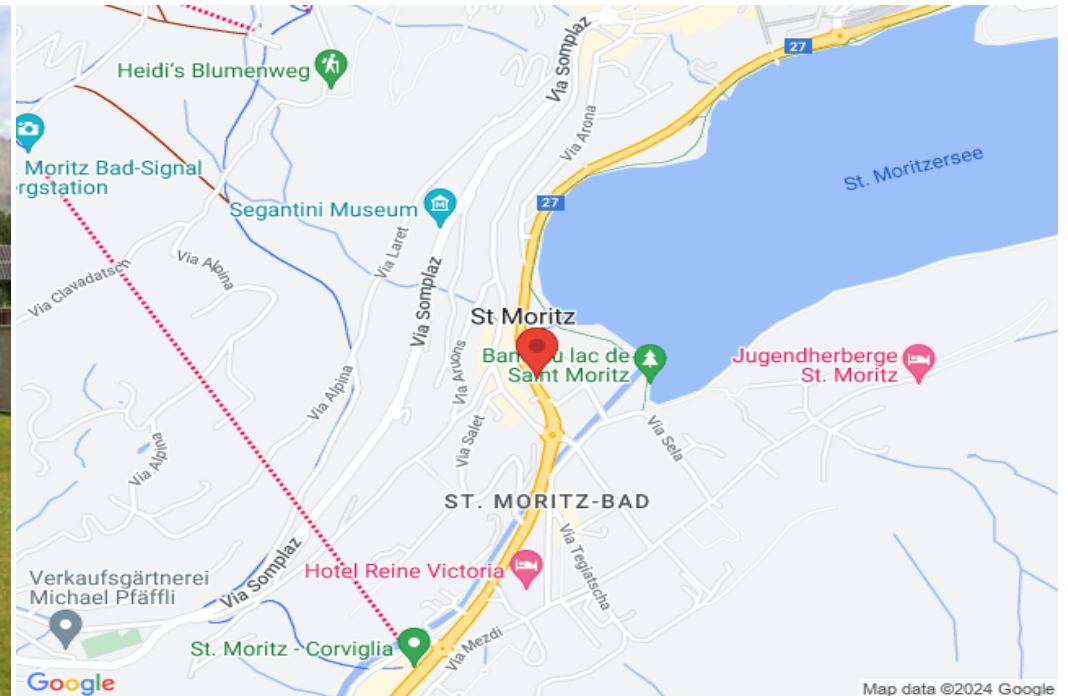 Via Somplaz
27
Heidi's Blumenweg
Via Arona
Moritz Bad-Signal
rgstation
St. Moritzersee
27
Segantini Museum
Via Laret
Via Alpina
Via Clavadatsch
Via Somplaz
St Moritz
Via Aruons
Saint Moritz
lac de
Jugendherberge
St. Moritz
Via Alpina
Via Salet
Via Sela
Via Alpina
ST. MORITZ-BAD
Via Tegiatscha
Hotel Reine Victoria
Via Somplaz
Verkaufsgärtnerei
Michael Pfäffli
St. Moritz - Corviglia
Via Mezdi
Google
Map data ©2024 Google